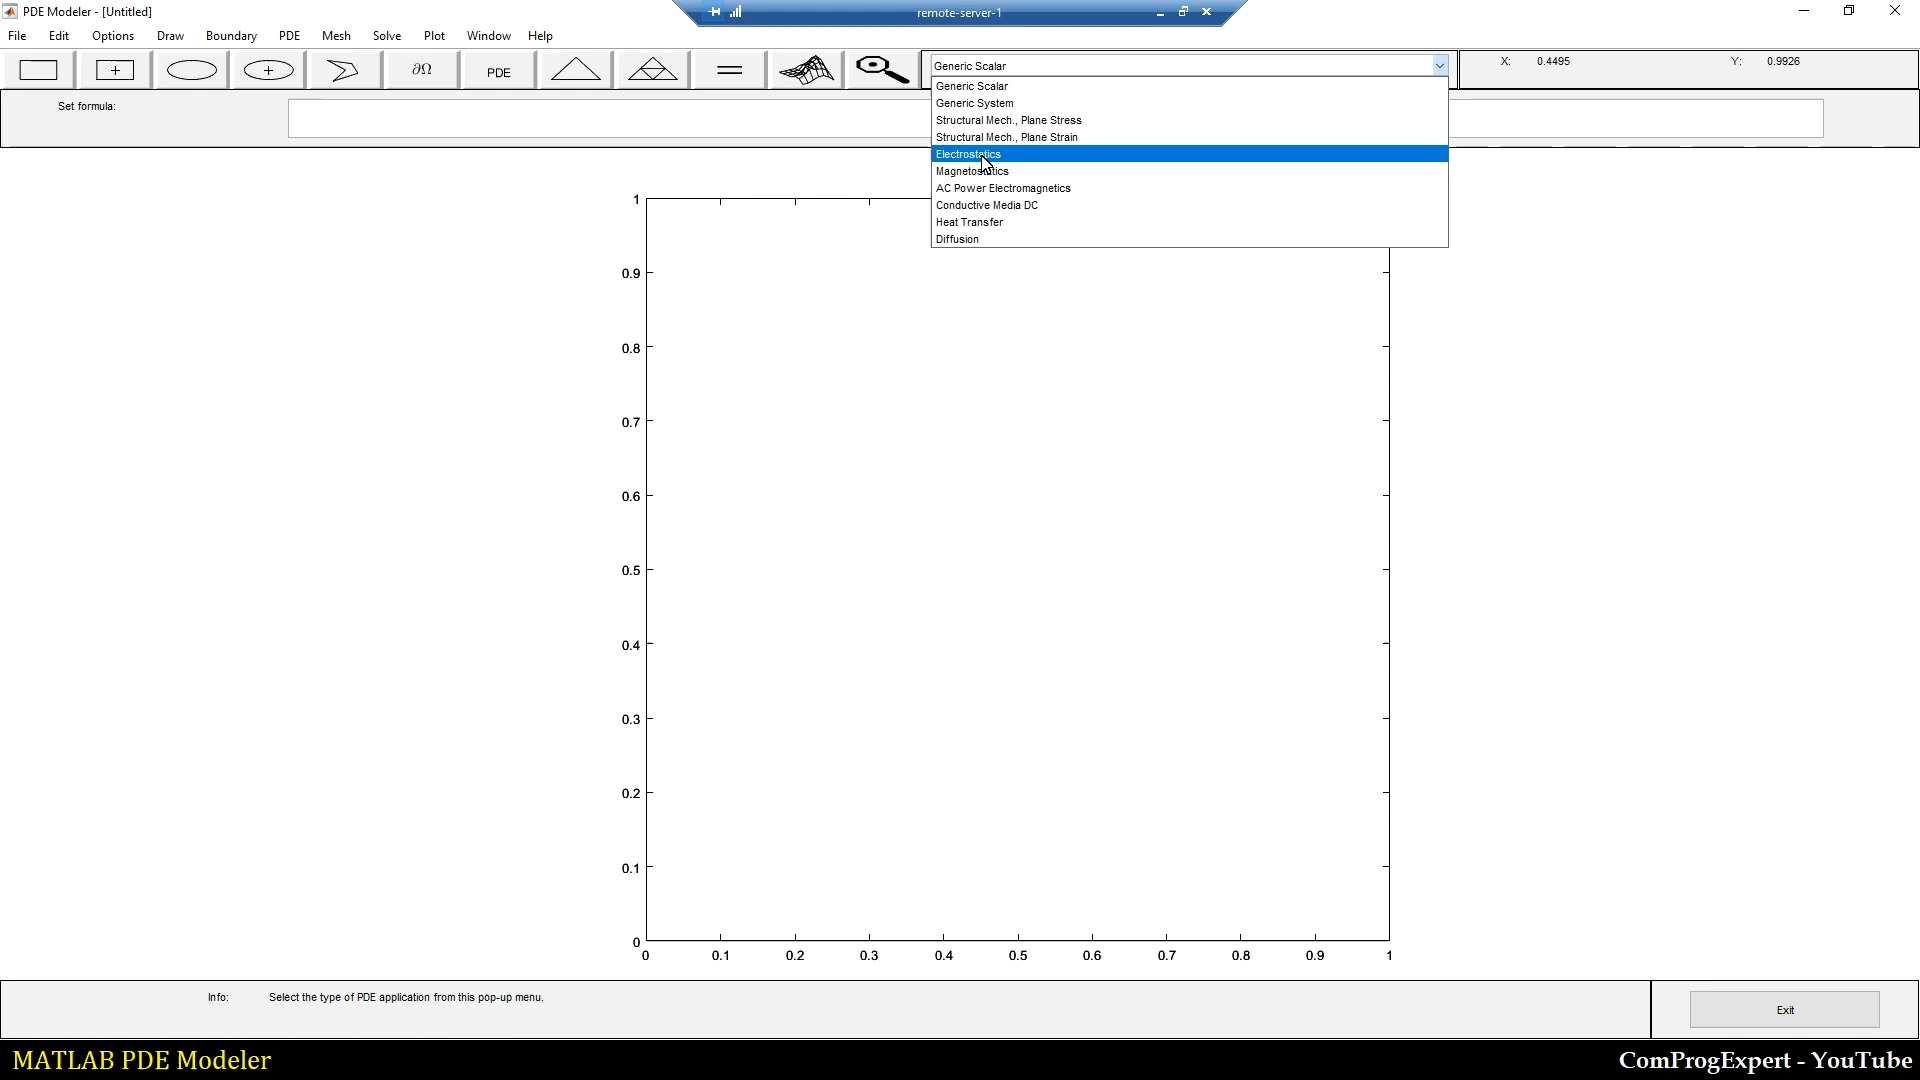 PDE Modeler - [Untitled]
remote-server-1
File Edit Options Draw Boundary PDE Mesh Solve Plot Window Help
∂Ω
PDE
Generic Scalar
X: 0.4495 Y: 0.9926
Set formula:
Generic Scalar
Generic System
Structural Mech., Plane Stress
Structural Mech., Plane Strain
Electrostatics
Magnetostatics
AC Power Electromagnetics
Conductive Media DC
Heat Transfer
Diffusion
1
0.9
0.8
0.7
0.6
0.5
0.4
0.3
0.2
0.1
0
0 0.1 0.2 0.3 0.4 0.5 0.6 0.7 0.8 0.9 1
Info: Select the type of PDE application from this pop-up menu.
Exit
MATLAB PDE Modeler
ComProgExpert - YouTube